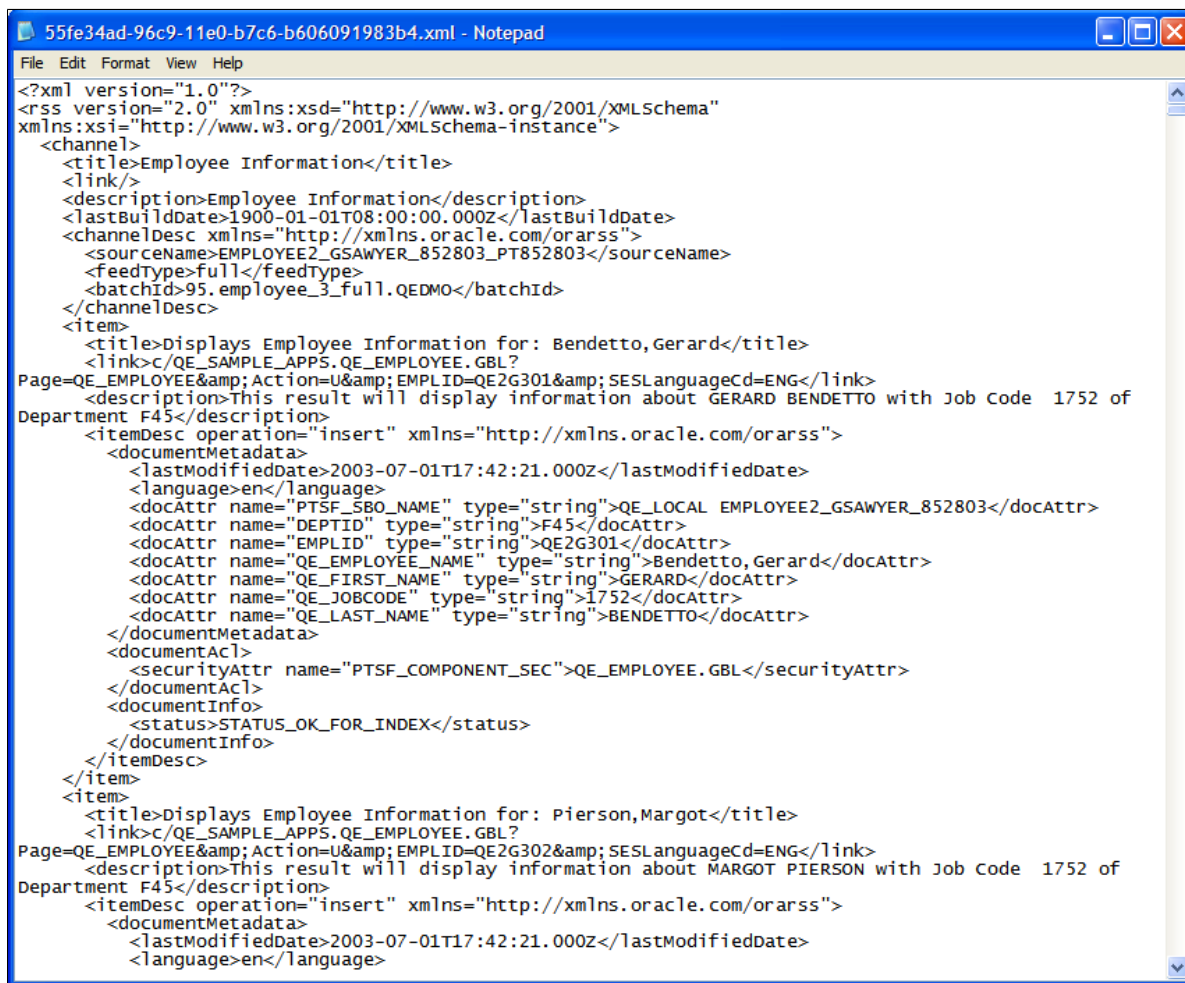 55fe34ad-96c9-11e0-b7c6-b606091983b4.xml - Notepad
File Edit Format View Help
<?xml version="1.0"?>
<rss version="2.0" xmlns:xsd="http://www.w3.org/2001/XMLSchema"
xmlns:xsi="http://www.w3.org/2001/XMLSchema-instance">
  <channel>
    <title>Employee Information</title>
    <link/>
    <description>Employee Information</description>
    <lastBuildDate>1900-01-01T08:00:00.000Z</lastBuildDate>
    <channelDesc xmlns="http://xmlns.oracle.com/orarss">
      <sourceName>EMPLOYEE2_GSAWYER_852803_PT852803</sourceName>
      <feedType>full</feedType>
      <batchId>95.employee_3_full.QEDMO</batchId>
    </channelDesc>
    <item>
      <title>Displays Employee Information for: Bendetto,Gerard</title>
      <link>c/QE_SAMPLE_APPS.QE_EMPLOYEE.GBL?
Page=QE_EMPLOYEE&amp;Action=U&amp;EMPLID=QE2G301&amp;SESLanguageCd=ENG</link>
      <description>This result will display information about GERARD BENDETTO with Job Code  1752 of
Department F45</description>
      <itemDesc operation="insert" xmlns="http://xmlns.oracle.com/orarss">
        <documentMetadata>
          <lastModifiedDate>2003-07-01T17:42:21.000Z</lastModifiedDate>
          <language>en</language>
          <docAttr name="PTSF_SBO_NAME" type="string">QE_LOCAL EMPLOYEE2_GSAWYER_852803</docAttr>
          <docAttr name="DEPTID" type="string">F45</docAttr>
          <docAttr name="EMPLID" type="string">QE2G301</docAttr>
          <docAttr name="QE_EMPLOYEE_NAME" type="string">Bendetto,Gerard</docAttr>
          <docAttr name="QE_FIRST_NAME" type="string">GERARD</docAttr>
          <docAttr name="QE_JOBCODE" type="string">1752</docAttr>
          <docAttr name="QE_LAST_NAME" type="string">BENDETTO</docAttr>
        </documentMetadata>
        <documentAcl>
          <securityAttr name="PTSF_COMPONENT_SEC">QE_EMPLOYEE.GBL</securityAttr>
        </documentAcl>
        <documentInfo>
          <status>STATUS_OK_FOR_INDEX</status>
        </documentInfo>
      </itemDesc>
    </item>
    <item>
      <title>Displays Employee Information for: Pierson,Margot</title>
      <link>c/QE_SAMPLE_APPS.QE_EMPLOYEE.GBL?
Page=QE_EMPLOYEE&amp;Action=U&amp;EMPLID=QE2G302&amp;SESLanguageCd=ENG</link>
      <description>This result will display information about MARGOT PIERSON with Job Code  1752 of
Department F45</description>
      <itemDesc operation="insert" xmlns="http://xmlns.oracle.com/orarss">
        <documentMetadata>
          <lastModifiedDate>2003-07-01T17:42:21.000Z</lastModifiedDate>
          <language>en</language>